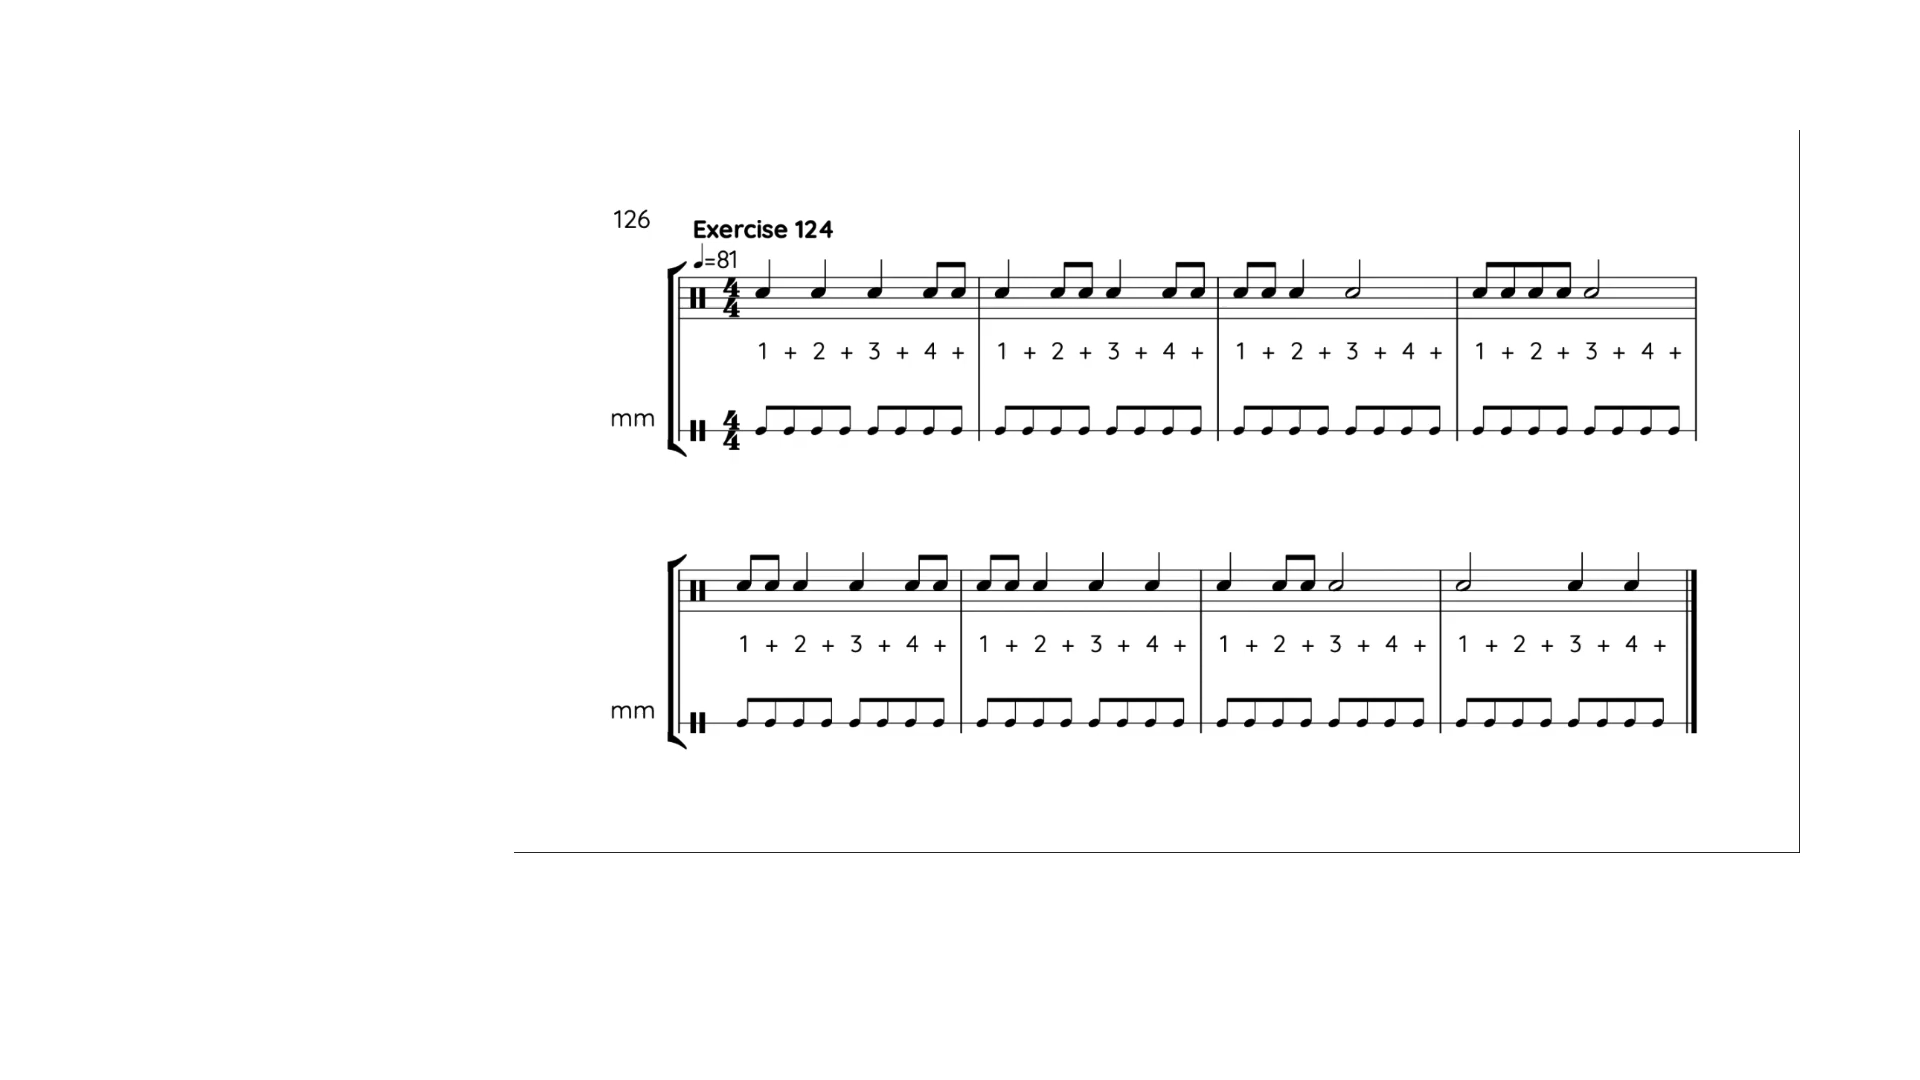 126
Exercise 124
♩=81
4
4
1 + 2 + 3 + 4 + 1 + 2 + 3 + 4 + 1 + 2 + 3 + 4 + 1 + 2 + 3 + 4 +
mm
4
4
1 + 2 + 3 + 4 + 1 + 2 + 3 + 4 + 1 + 2 + 3 + 4 + 1 + 2 + 3 + 4 +
mm